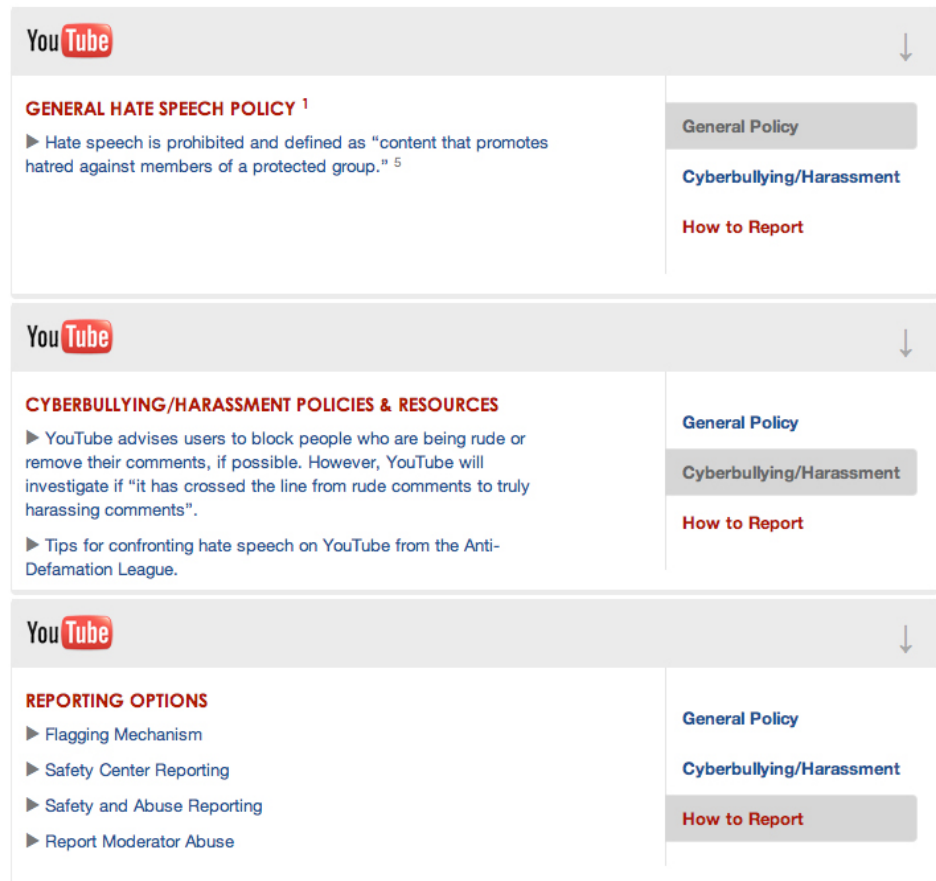 YouTube
GENERAL HATE SPEECH POLICY 1
▶ Hate speech is prohibited and defined as “content that promotes
hatred against members of a protected group.” 5
General Policy
Cyberbullying/Harassment
How to Report
YouTube
CYBERBULLYING/HARASSMENT POLICIES & RESOURCES
▶ YouTube advises users to block people who are being rude or
remove their comments, if possible. However, YouTube will
investigate if “it has crossed the line from rude comments to truly
harassing comments”.
▶ Tips for confronting hate speech on YouTube from the Anti-
Defamation League.
General Policy
Cyberbullying/Harassment
How to Report
YouTube
REPORTING OPTIONS
▶ Flagging Mechanism
▶ Safety Center Reporting
▶ Safety and Abuse Reporting
▶ Report Moderator Abuse
General Policy
Cyberbullying/Harassment
How to Report